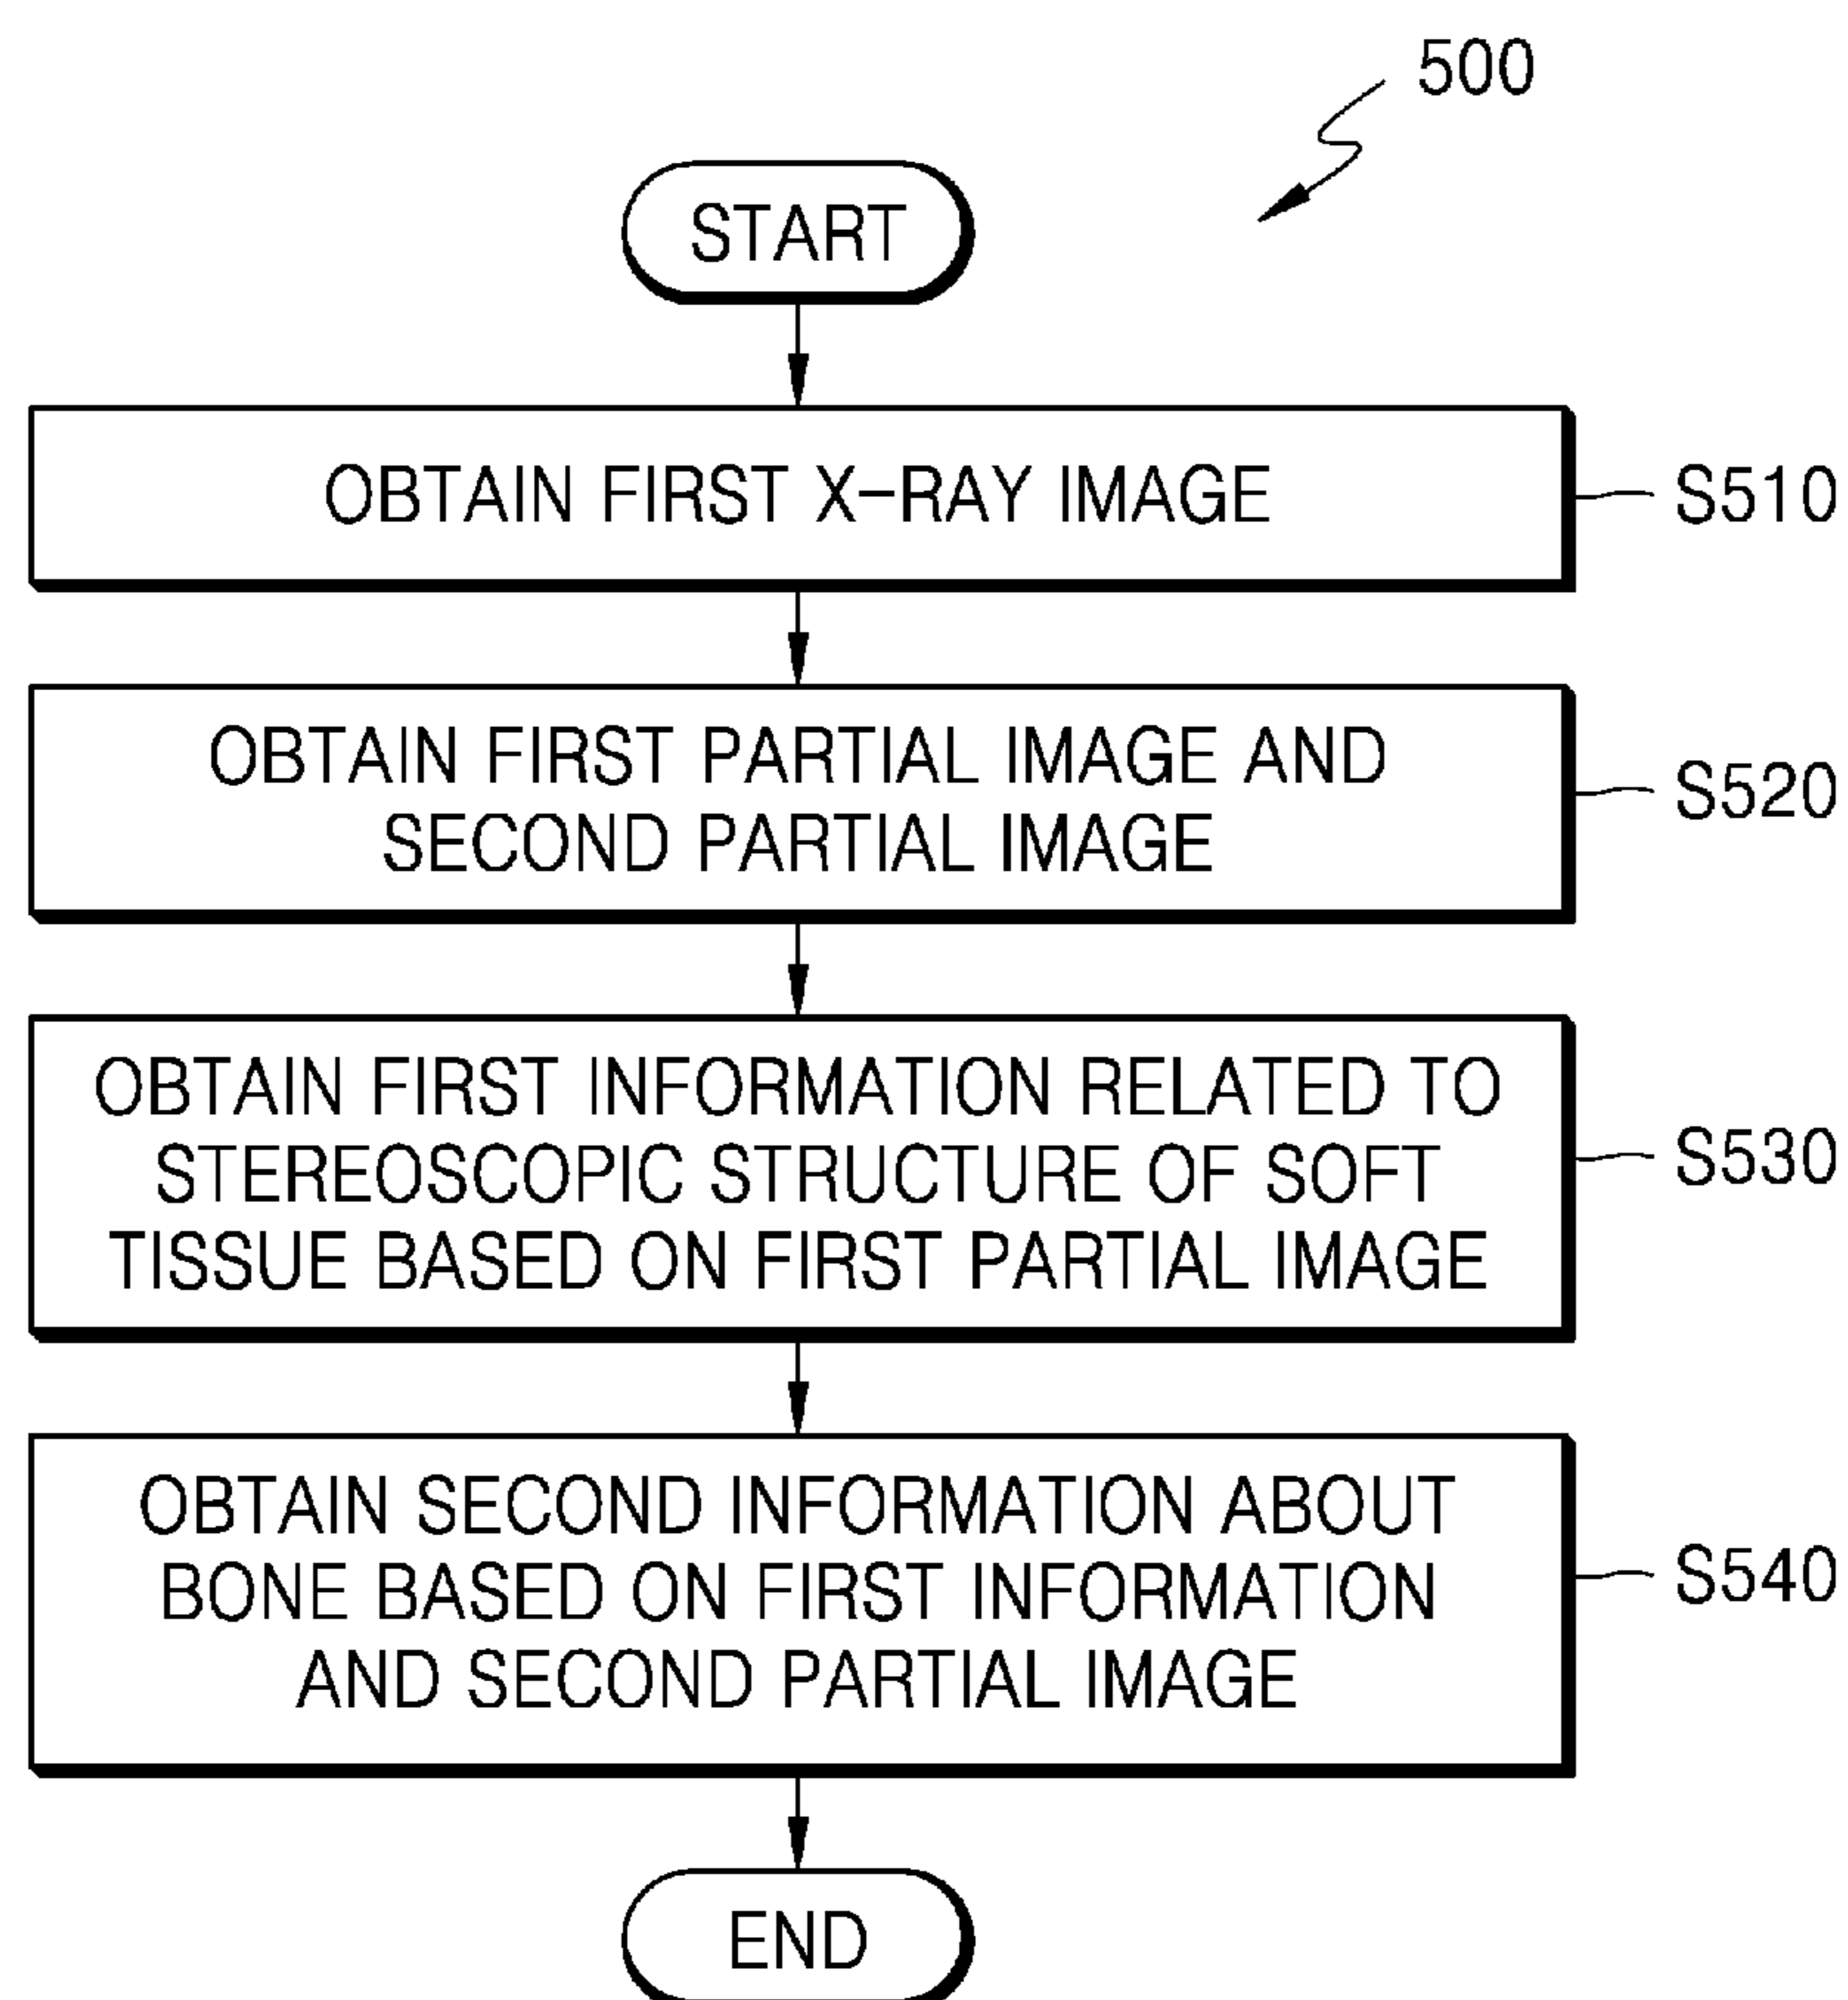 500
START
OBTAIN FIRST X-RAY IMAGE
S510
OBTAIN FIRST PARTIAL IMAGE AND
SECOND PARTIAL IMAGE
S520
OBTAIN FIRST INFORMATION RELATED TO
STEREOSCOPIC STRUCTURE OF SOFT
TISSUE BASED ON FIRST PARTIAL IMAGE
S530
OBTAIN SECOND INFORMATION ABOUT
BONE BASED ON FIRST INFORMATION
AND SECOND PARTIAL IMAGE
S540
END